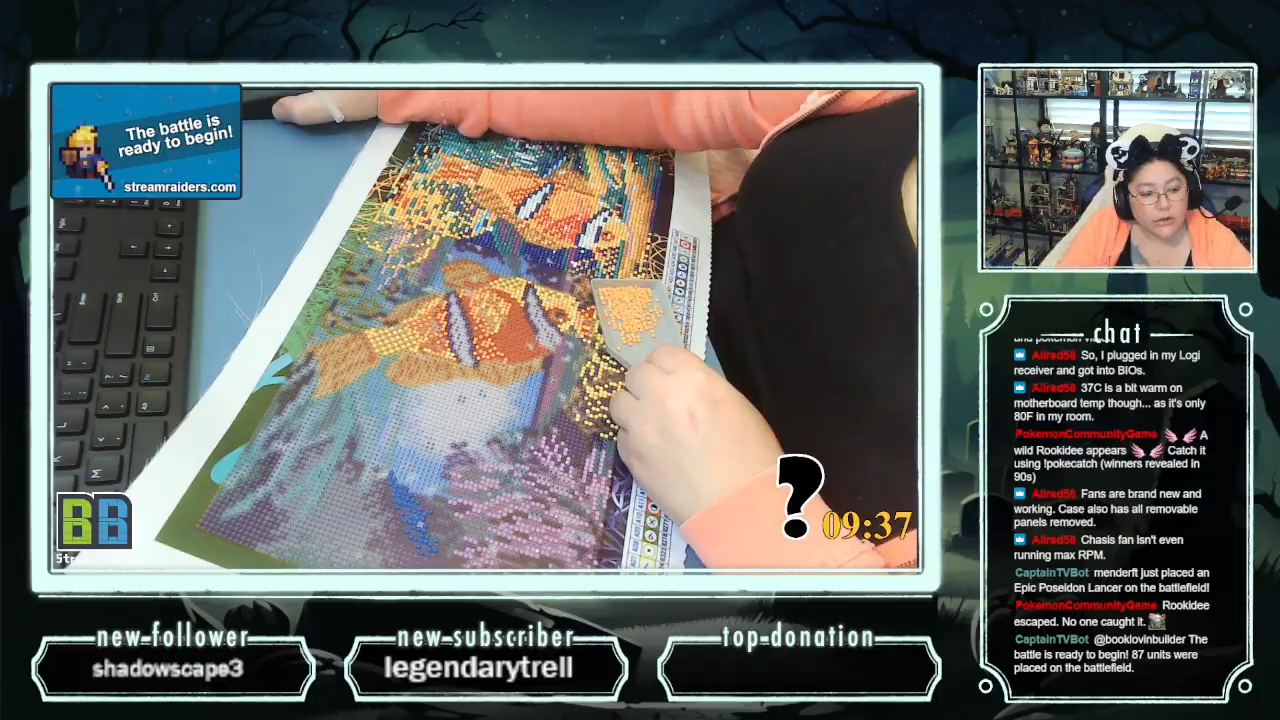 The battle is
ready to begin!
streamraiders.com
BB
?
09:37
new follower
shadowscape3
new subscriber
legendarytrell
top donation
chat
Allred58 So, I plugged in my Logi
receiver and got into BIOs.
Allred58 37C is a bit warm on
motherboard temp though... as it's only
80F in my room.
PokemonCommunityGame A
wild Rookidee appears Catch it
using !pokecatch (winners revealed in
90s)
Allred58 Fans are brand new and
working. Case also has all removable
panels removed.
Allred58 Chasis fan isn't even
running max RPM.
CaptainTVBot menderft just placed an
Epic Poseidon Lancer on the battlefield!
PokemonCommunityGame Rookidee
escaped. No one caught it.
CaptainTVBot @booklovinbuilder The
battle is ready to begin! 87 units were
placed on the battlefield.